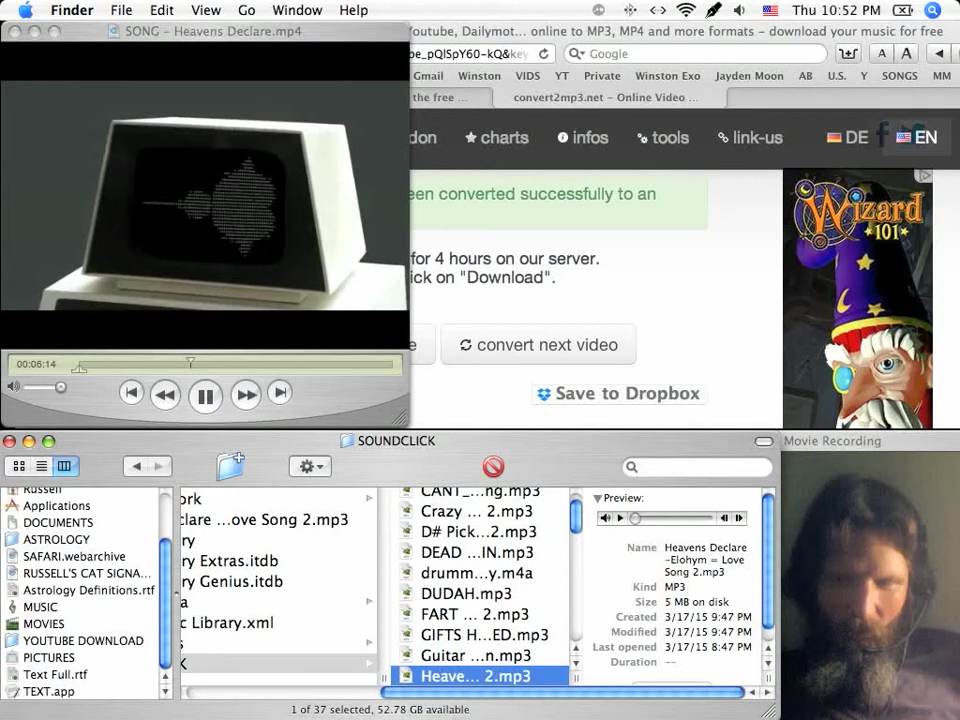 Finder File Edit View Go Window Help Thu 10:52 PM
SONG - Heavens Declare.mp4
Youtube, Dailymot... online to MP3, MP4 and more formats - download your music for free
be_pQlSpY60-kQ&key
Google
A A
Gmail Winston VIDS YT Private Winston Exo Jayden Moon AB U.S. Y SONGS MM
the free ... convert2mp3.net - Online Video ...
don charts infos tools link-us DE EN
een converted successfully to an
for 4 hours on our server.
ick on "Download".
e convert next video
Save to Dropbox
Wizard
101
00:06:14
SOUNDCLICK
Movie Recording
Russell
Applications
DOCUMENTS
ASTROLOGY
SAFARI.webarchive
RUSSELL'S CAT SIGNA...
Astrology Definitions.rtf
MUSIC
MOVIES
YOUTUBE DOWNLOAD
PICTURES
Text Full.rtf
TEXT.app
ork
clare ...ove Song 2.mp3
ry
ry Extras.itdb
ry Genius.itdb
a
c Library.xml
s
K
CANT_...ng.mp3
Crazy ... 2.mp3
D# Pick...2.mp3
DEAD ...IN.mp3
drumm...y.m4a
DUDAH.mp3
FART ... 2.mp3
GIFTS H...ED.mp3
Guitar ...n.mp3
Heave... 2.mp3
Preview:
Name Heavens Declare
-Elohym = Love
Song 2.mp3
Kind MP3
Size 5 MB on disk
Created 3/17/15 9:47 PM
Modified 3/17/15 9:47 PM
Last opened 3/17/15 8:47 PM
Duration --
1 of 37 selected, 52.78 GB available